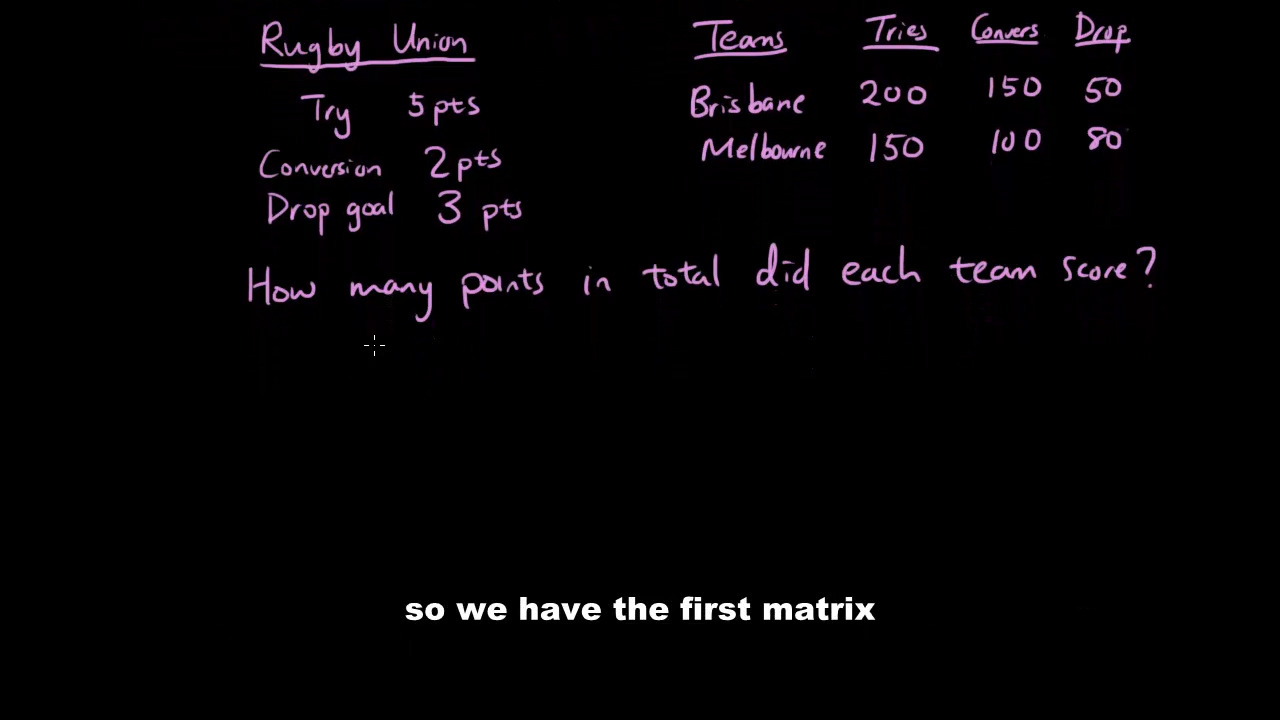 Rugby Union
Try 5 pts
Conversion 2 pts
Drop goal 3 pts
Teams Tries Convers Drop
Brisbane 200 150 50
Melbourne 150 100 80
How many points in total did each team score?
so we have the first matrix